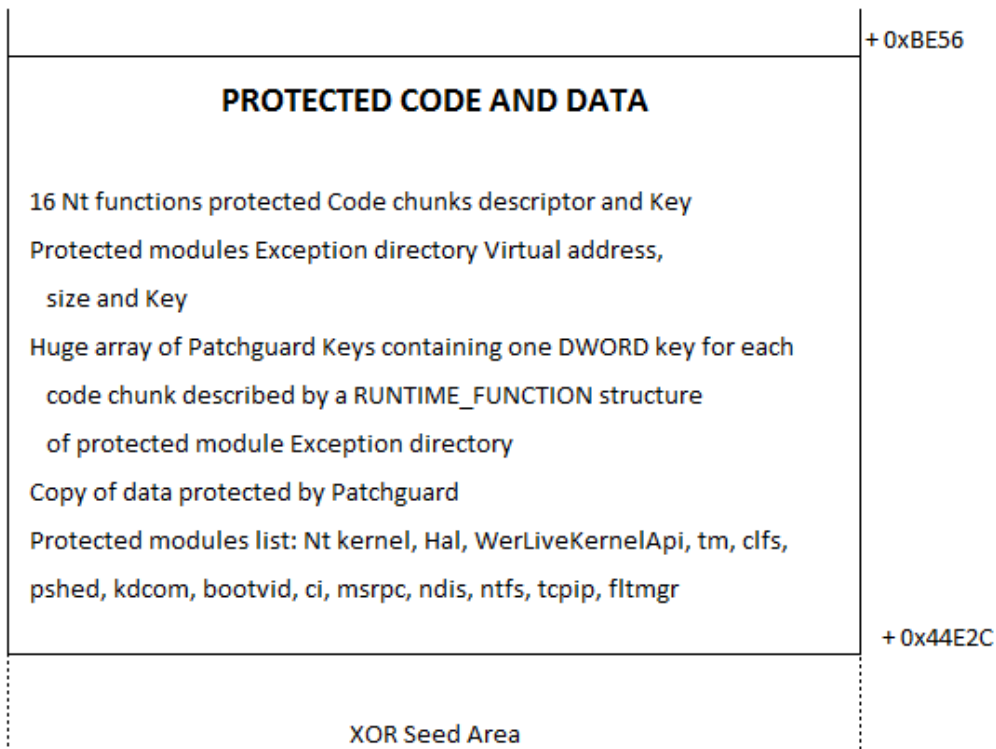 + 0xBE56
PROTECTED CODE AND DATA
16 Nt functions protected Code chunks descriptor and Key
Protected modules Exception directory Virtual address,
size and Key
Huge array of Patchguard Keys containing one DWORD key for each
code chunk described by a RUNTIME_FUNCTION structure
of protected module Exception directory
Copy of data protected by Patchguard
Protected modules list: Nt kernel, Hal, WerLiveKernelApi, tm, clfs,
pshed, kdcom, bootvid, ci, msrpc, ndis, ntfs, tcpip, fltmgr
+ 0x44E2C
XOR Seed Area